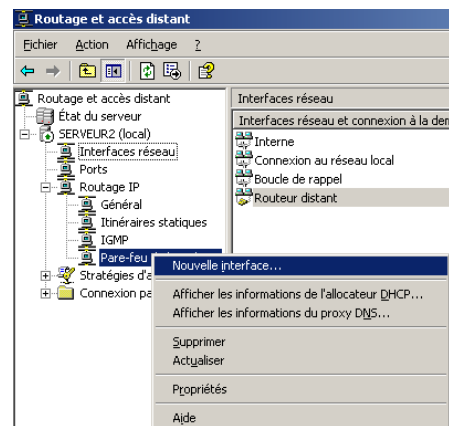 Routage et accès distant
Fichier Action Affichage ?
Routage et accès distant
État du serveur
SERVEUR2 (local)
Interfaces réseau
Ports
Routage IP
Général
Itinéraires statiques
IGMP
Pare-feu
Stratégies d'a
Connexion pa
Interfaces réseau
Interfaces réseau et connexion à la der
Interne
Connexion au réseau local
Boucle de rappel
Routeur distant
Nouvelle interface...
Afficher les informations de l'allocateur DHCP...
Afficher les informations du proxy DNS...
Supprimer
Actualiser
Propriétés
Aide